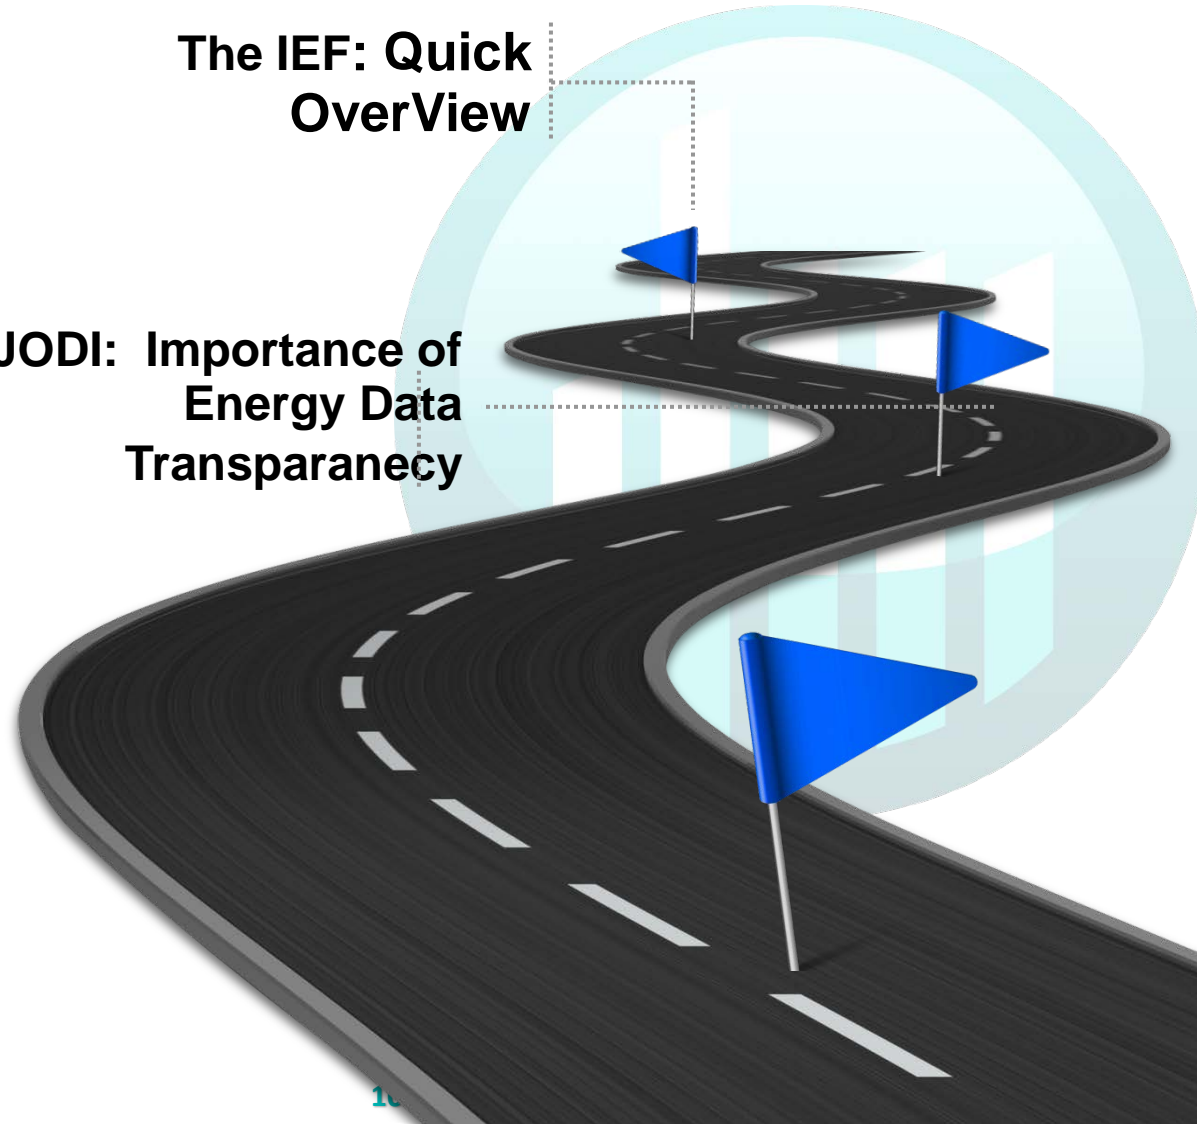 The IEF: Quick
OverView
JODI: Importance of
Energy Data
Transparanecy